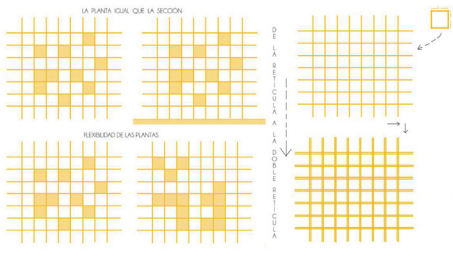 LA PLANTA IGUAL QUE LA SECCIÓN
FLEXIBILIDAD DE LAS PLANTAS
DE LA RETÍCULA A LA DOBLE RETÍCULA